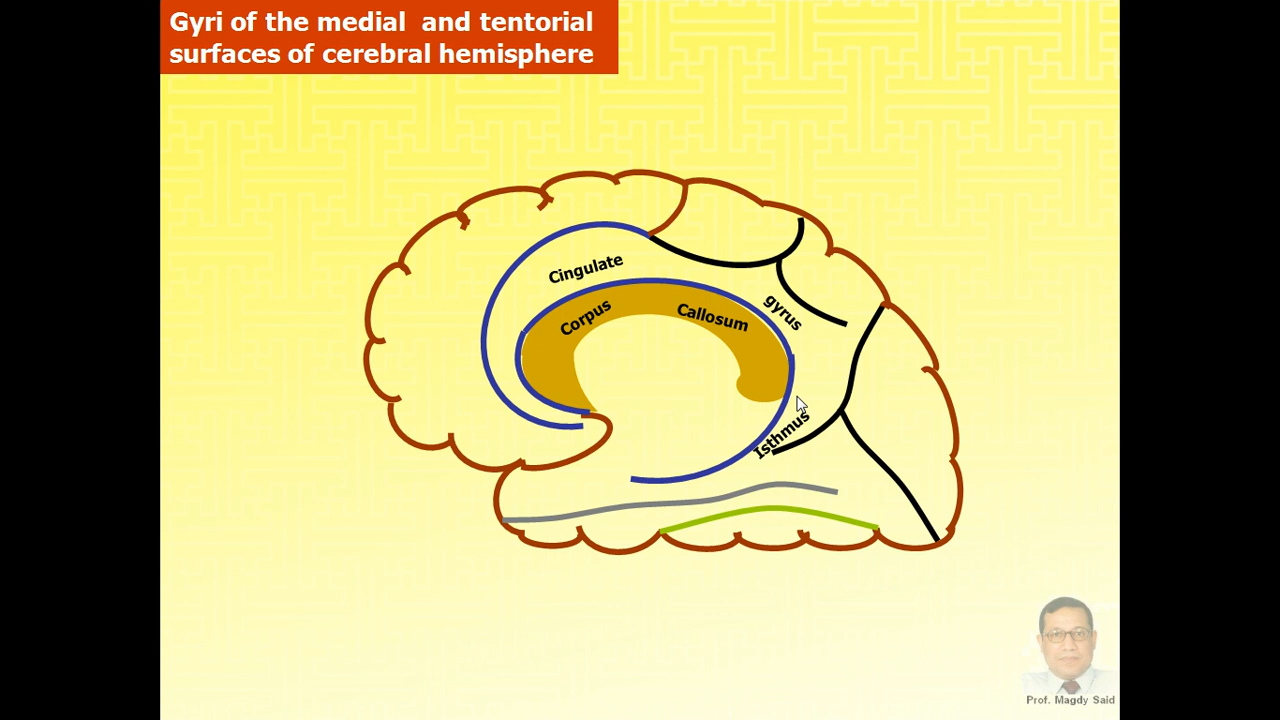 Gyri of the medial and tentorial
surfaces of cerebral hemisphere
Cingulate
gyrus
Corpus
Callosum
Isthmus
Prof. Magdy Said